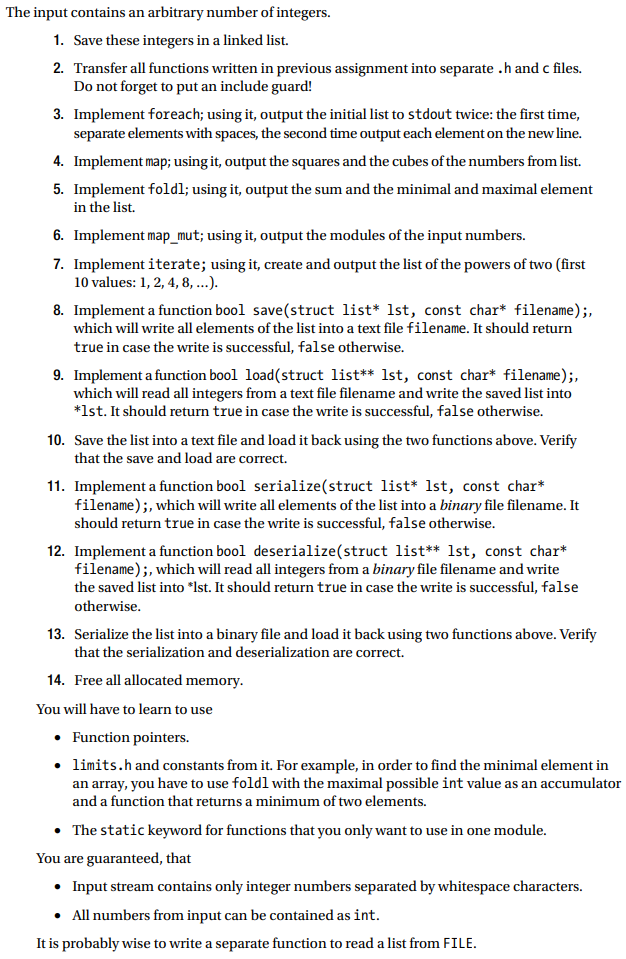 The input contains an arbitrary number of integers.
1. Save these integers in a linked list.
2. Transfer all functions written in previous assignment into separate .h and c files.
Do not forget to put an include guard!
3. Implement foreach; using it, output the initial list to stdout twice: the first time,
separate elements with spaces, the second time output each element on the new line.
4. Implement map; using it, output the squares and the cubes of the numbers from list.
5. Implement foldl; using it, output the sum and the minimal and maximal element
in the list.
6. Implement map_mut; using it, output the modules of the input numbers.
7. Implement iterate; using it, create and output the list of the powers of two (first
10 values: 1, 2, 4, 8, …).
8. Implement a function bool save(struct list* lst, const char* filename);,
which will write all elements of the list into a text file filename. It should return
true in case the write is successful, false otherwise.
9. Implement a function bool load(struct list** lst, const char* filename);,
which will read all integers from a text file filename and write the saved list into
*lst. It should return true in case the write is successful, false otherwise.
10. Save the list into a text file and load it back using the two functions above. Verify
that the save and load are correct.
11. Implement a function bool serialize(struct list* lst, const char*
filename);, which will write all elements of the list into a binary file filename. It
should return true in case the write is successful, false otherwise.
12. Implement a function bool deserialize(struct list** lst, const char*
filename);, which will read all integers from a binary file filename and write
the saved list into *lst. It should return true in case the write is successful, false
otherwise.
13. Serialize the list into a binary file and load it back using two functions above. Verify
that the serialization and deserialization are correct.
14. Free all allocated memory.
You will have to learn to use
• Function pointers.
• limits.h and constants from it. For example, in order to find the minimal element in
an array, you have to use foldl with the maximal possible int value as an accumulator
and a function that returns a minimum of two elements.
• The static keyword for functions that you only want to use in one module.
You are guaranteed, that
• Input stream contains only integer numbers separated by whitespace characters.
• All numbers from input can be contained as int.
It is probably wise to write a separate function to read a list from FILE.